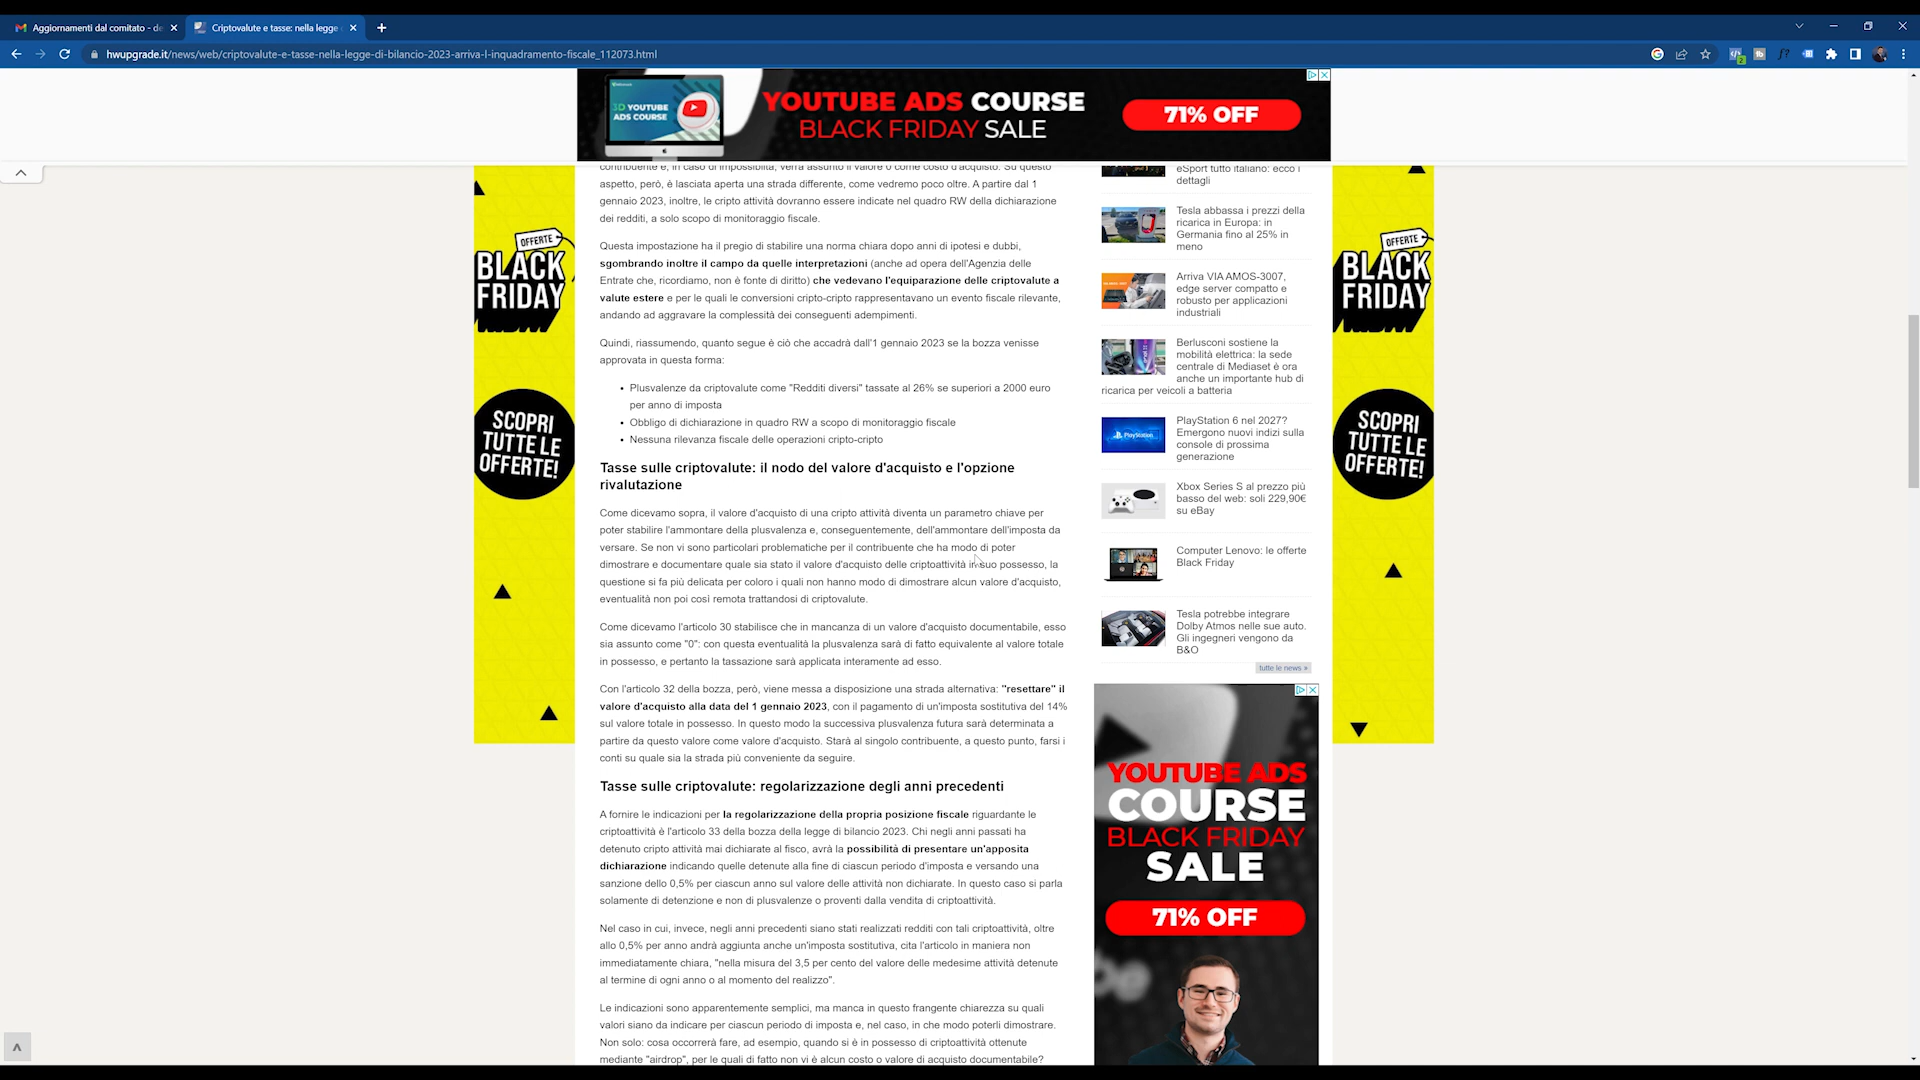 Aggiornamenti dal comitato - de
Criptovalute e tasse: nella legge
hwupgrade.it/news/web/criptovalute-e-tasse-nella-legge-di-bilancio-2023-arriva-l-inquadramento-fiscale_112073.html
3D YOUTUBE
ADS COURSE
YOUTUBE ADS COURSE
BLACK FRIDAY SALE
71% OFF
contribuente e, in caso di impossibilità, verrà assunto il valore 0 come costo d'acquisto. Su questo
aspetto, però, è lasciata aperta una strada differente, come vedremo poco oltre. A partire dal 1
gennaio 2023, inoltre, le cripto attività dovranno essere indicate nel quadro RW della dichiarazione
dei redditi, a solo scopo di monitoraggio fiscale.
Questa impostazione ha il pregio di stabilire una norma chiara dopo anni di ipotesi e dubbi,
sgombrando inoltre il campo da quelle interpretazioni (anche ad opera dell'Agenzia delle
Entrate che, ricordiamo, non è fonte di diritto) che vedevano l'equiparazione delle criptovalute a
valute estere e per le quali le conversioni cripto-cripto rappresentavano un evento fiscale rilevante,
andando ad aggravare la complessità dei conseguenti adempimenti.
Quindi, riassumendo, quanto segue è ciò che accadrà dall'1 gennaio 2023 se la bozza venisse
approvata in questa forma:
• Plusvalenze da criptovalute come "Redditi diversi" tassate al 26% se superiori a 2000 euro
per anno di imposta
• Obbligo di dichiarazione in quadro RW a scopo di monitoraggio fiscale
• Nessuna rilevanza fiscale delle operazioni cripto-cripto
Tasse sulle criptovalute: il nodo del valore d'acquisto e l'opzione
rivalutazione
Come dicevamo sopra, il valore d'acquisto di una cripto attività diventa un parametro chiave per
poter stabilire l'ammontare della plusvalenza e, conseguentemente, dell'ammontare dell'imposta da
versare. Se non vi sono particolari problematiche per il contribuente che ha modo di poter
dimostrare e documentare quale sia stato il valore d'acquisto delle criptoattività in suo possesso, la
questione si fa più delicata per coloro i quali non hanno modo di dimostrare alcun valore d'acquisto,
eventualità non poi così remota trattandosi di criptovalute.
Come dicevamo l'articolo 30 stabilisce che in mancanza di un valore d'acquisto documentabile, esso
sia assunto come "0": con questa eventualità la plusvalenza sarà di fatto equivalente al valore totale
in possesso, e pertanto la tassazione sarà applicata interamente ad esso.
Con l'articolo 32 della bozza, però, viene messa a disposizione una strada alternativa: "resettare" il
valore d'acquisto alla data del 1 gennaio 2023, con il pagamento di un'imposta sostitutiva del 14%
sul valore totale in possesso. In questo modo la successiva plusvalenza futura sarà determinata a
partire da questo valore come valore d'acquisto. Starà al singolo contribuente, a questo punto, farsi i
conti su quale sia la strada più conveniente da seguire.
Tasse sulle criptovalute: regolarizzazione degli anni precedenti
A fornire le indicazioni per la regolarizzazione della propria posizione fiscale riguardante le
criptoattività è l'articolo 33 della bozza della legge di bilancio 2023. Chi negli anni passati ha
detenuto cripto attività mai dichiarate al fisco, avrà la possibilità di presentare un'apposita
dichiarazione indicando quelle detenute alla fine di ciascun periodo d'imposta e versando una
sanzione dello 0,5% per ciascun anno sul valore delle attività non dichiarate. In questo caso si parla
solamente di detenzione e non di plusvalenze o proventi dalla vendita di criptoattività.
Nel caso in cui, invece, negli anni precedenti siano stati realizzati redditi con tali criptoattività, oltre
allo 0,5% per anno andrà aggiunta anche un'imposta sostitutiva, cita l'articolo in maniera non
immediatamente chiara, "nella misura del 3,5 per cento del valore delle medesime attività detenute
al termine di ogni anno o al momento del realizzo".
Le indicazioni sono apparentemente semplici, ma manca in questo frangente chiarezza su quali
valori siano da indicare per ciascun periodo di imposta e, nel caso, in che modo poterli dimostrare.
Non solo: cosa occorrerà fare, ad esempio, quando si è in possesso di criptoattività ottenute
mediante "airdrop", per le quali di fatto non vi è alcun costo o valore di acquisto documentabile?
eSport tutto italiano: ecco i
dettagli
Tesla abbassa i prezzi della
ricarica in Europa: in
Germania fino al 25% in
meno
Arriva VIA AMOS-3007,
edge server compatto e
robusto per applicazioni
industriali
Berlusconi sostiene la
mobilità elettrica: la sede
centrale di Mediaset è ora
anche un importante hub di
ricarica per veicoli a batteria
PlayStation
PlayStation 6 nel 2027?
Emergono nuovi indizi sulla
console di prossima
generazione
Xbox Series S al prezzo più
basso del web: soli 229,90€
su eBay
Computer Lenovo: le offerte
Black Friday
Tesla potrebbe integrare
Dolby Atmos nelle sue auto.
Gli ingegneri vengono da
B&O
tutte le news »
YOUTUBE ADS
COURSE
BLACK FRIDAY
SALE
71% OFF
OFFERTE
BLACK
FRIDAY
SCOPRI
TUTTE LE
OFFERTE!
OFFERTE
BLACK
FRIDAY
SCOPRI
TUTTE LE
OFFERTE!